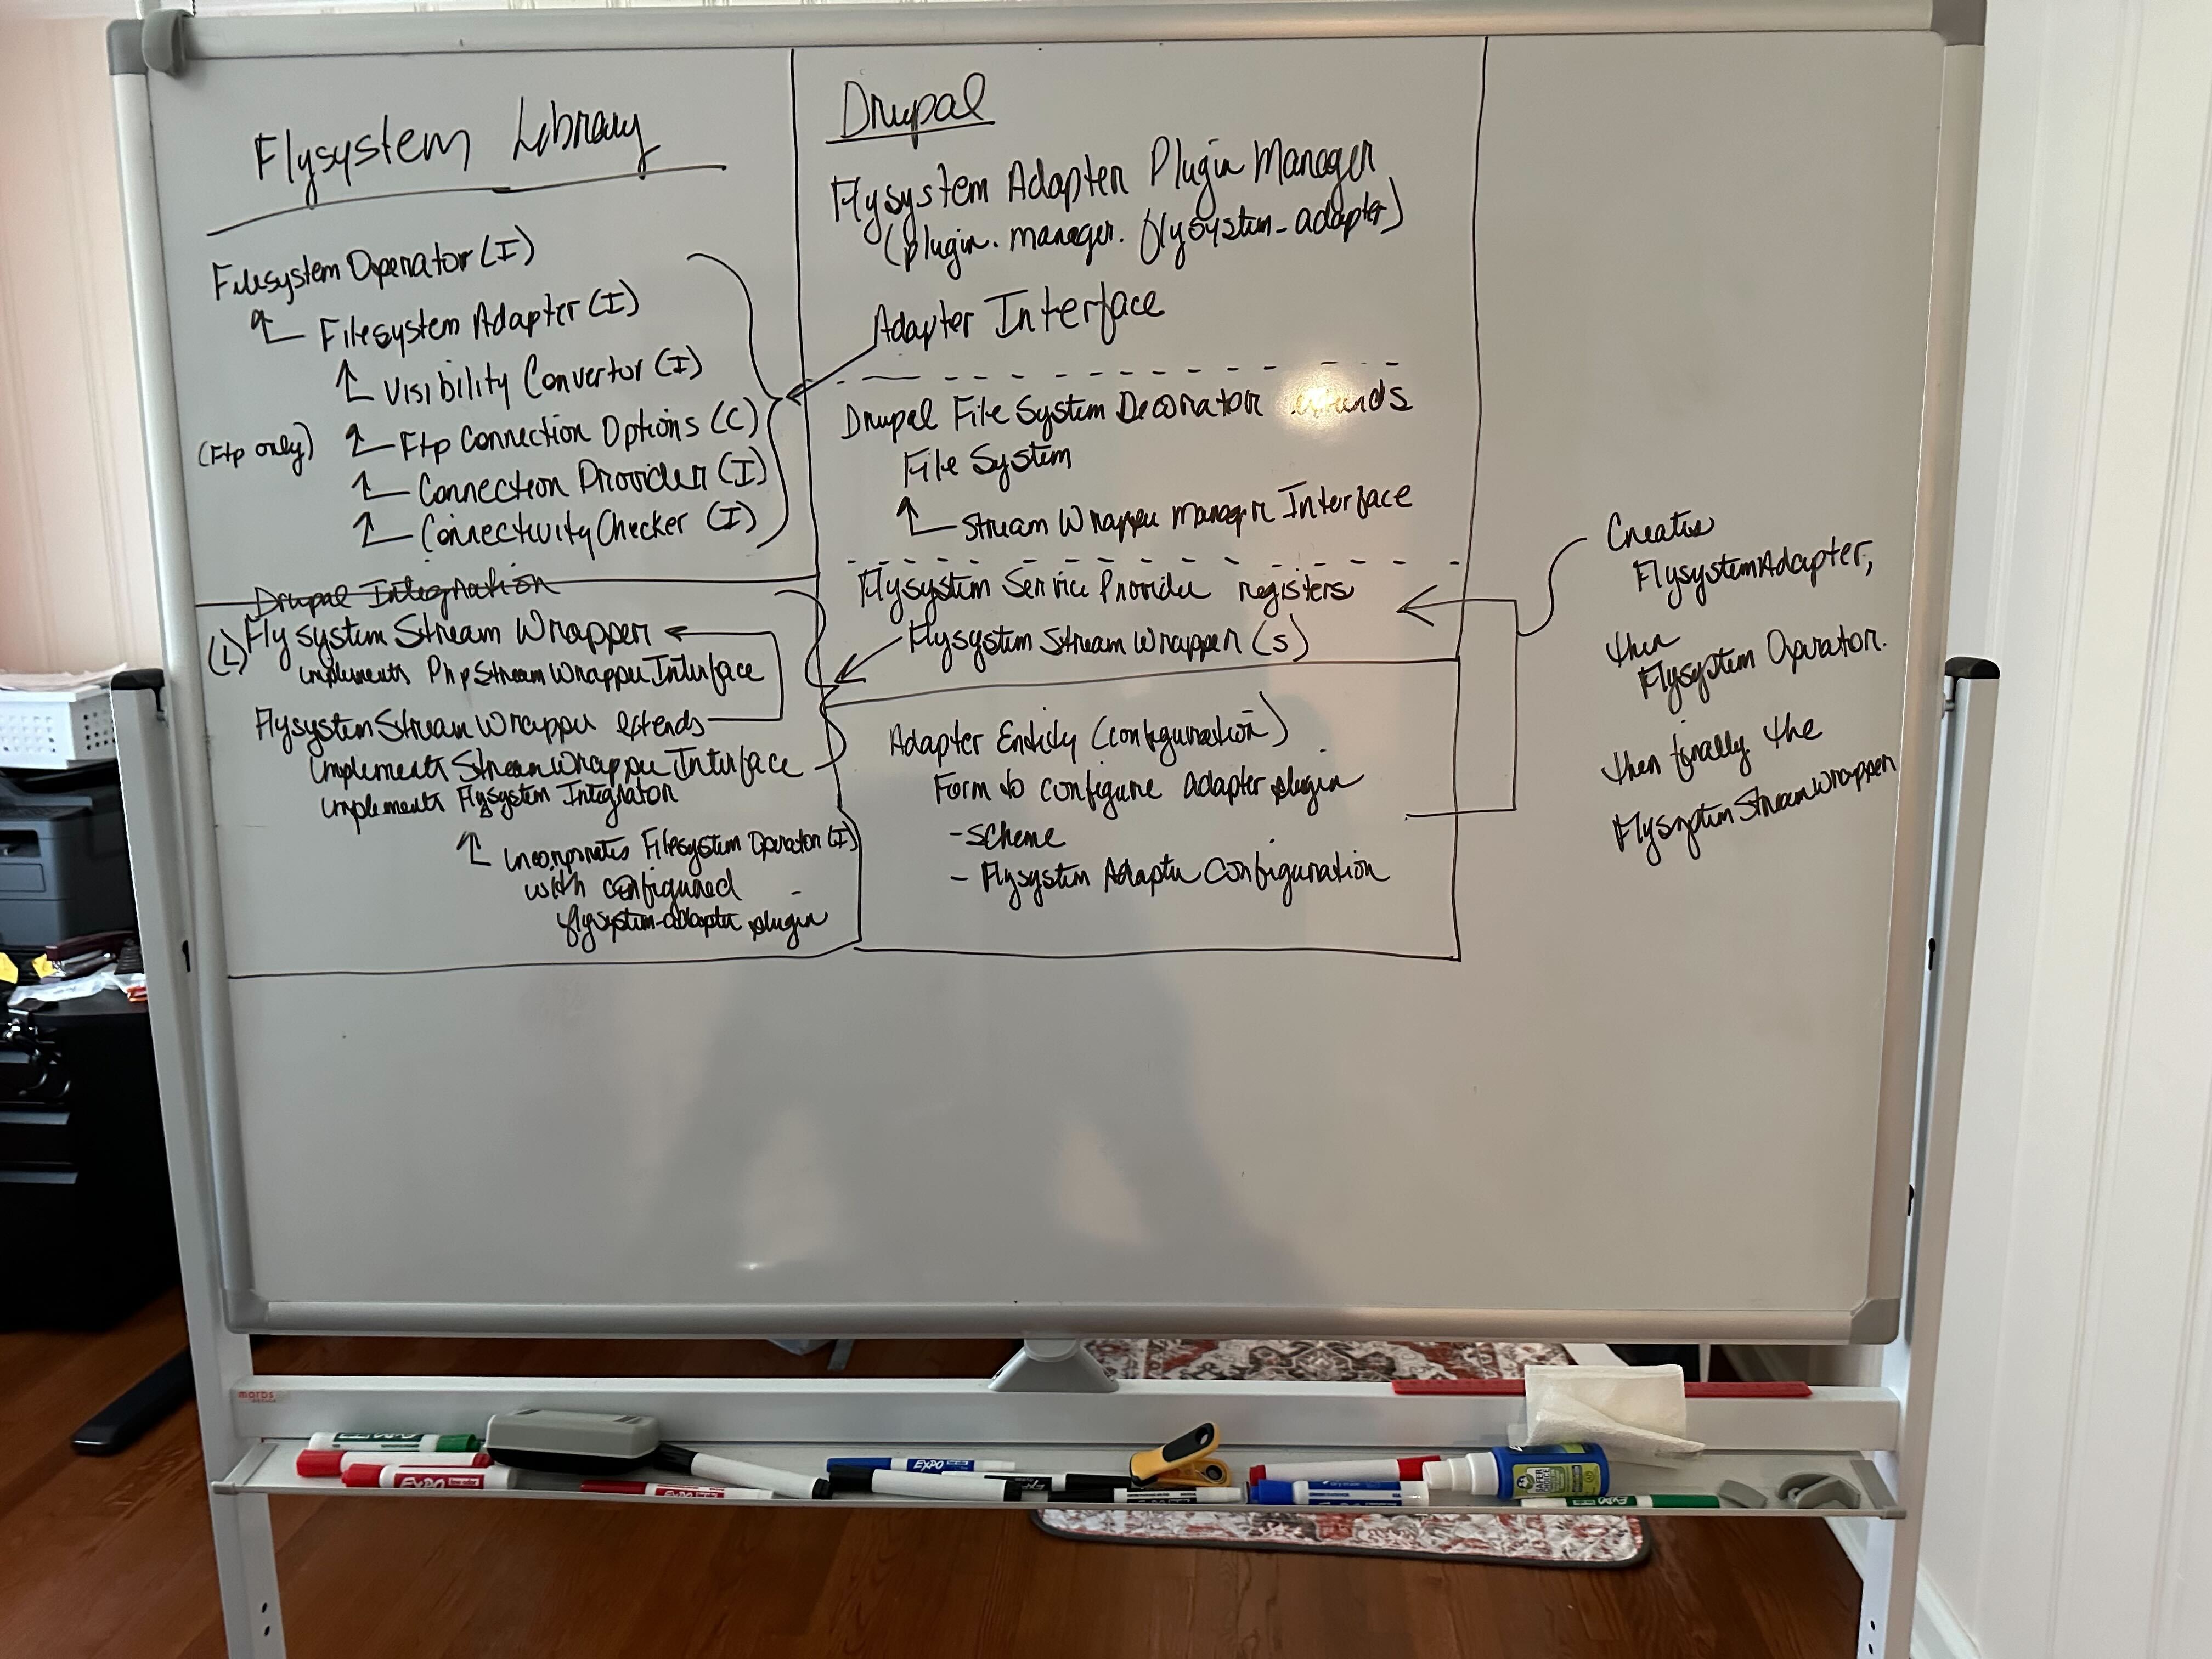 Flysystem Library
Filesystem Operator (I)
Filesystem Adapter (I)
Visibility Convertor (I)
(Ftp only)
Ftp Connection Options (C)
Connection Provider (I)
Connectivity Checker (I)
Drupal Integration
(L) Flysystem Stream Wrapper
implements PhpStreamWrapperInterface
FlysystemStreamWrapper extends
implements StreamWrapperInterface
implements Flysystem Integrator
incorporates Filesystem Operator (I)
with configured
flysystem-adapter plugin
Drupal
Flysystem Adapter Plugin Manager
(plugin.manager.flysystem_adapter)
Adapter Interface
Drupal File System Decorator extends
File System
Stream Wrapper Manager Interface
Flysystem Service Provider registers
Flysystem Stream Wrapper (s)
Adapter Entity (configuration)
Form to configure adapter plugin
- scheme
- Flysystem Adapter Configuration
Creates
FlysystemAdapter,
then
Flysystem Operator.
then finally the
FlysystemStreamWrapper
EXPO
EXPO
EXPO